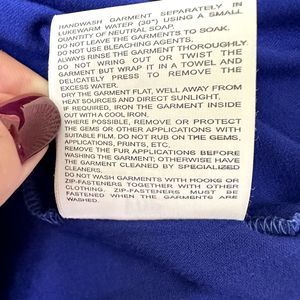 HANDWASH GARMENT SEPARATELY IN
LUKEWARM WATER (30°) USING A SMALL
QUANTITY OF NEUTRAL SOAP.
DO NOT LEAVE THE GARMENTS TO SOAK.
DO NOT USE BLEACHING AGENTS.
ALWAYS RINSE THE GARMENT THOROUGHLY.
DO NOT WRING OUT OR TWIST THE
GARMENT BUT WRAP IT IN A TOWEL AND
DELICATELY PRESS TO REMOVE THE
EXCESS WATER.
DRY THE GARMENT FLAT, WELL AWAY FROM
HEAT SOURCES AND DIRECT SUNLIGHT.
IF REQUIRED, IRON THE GARMENT INSIDE
OUT WITH A COOL IRON.
WHERE POSSIBLE, REMOVE OR PROTECT
THE GEMS OR OTHER APPLICATIONS WITH
SUITABLE FILM. DO NOT RUB ON THE GEMS,
APPLICATIONS, PRINTS, ETC.
REMOVE THE FUR APPLICATIONS BEFORE
WASHING THE GARMENT; OTHERWISE HAVE
THE GARMENT CLEANED BY SPECIALIZED
CLEANERS.
DO NOT WASH GARMENTS WITH HOOKS OR
ZIP-FASTENERS TOGETHER WITH OTHER
CLOTHING. ZIP-FASTENERS MUST BE
FASTENED WHEN THE GARMENTS ARE
WASHED.